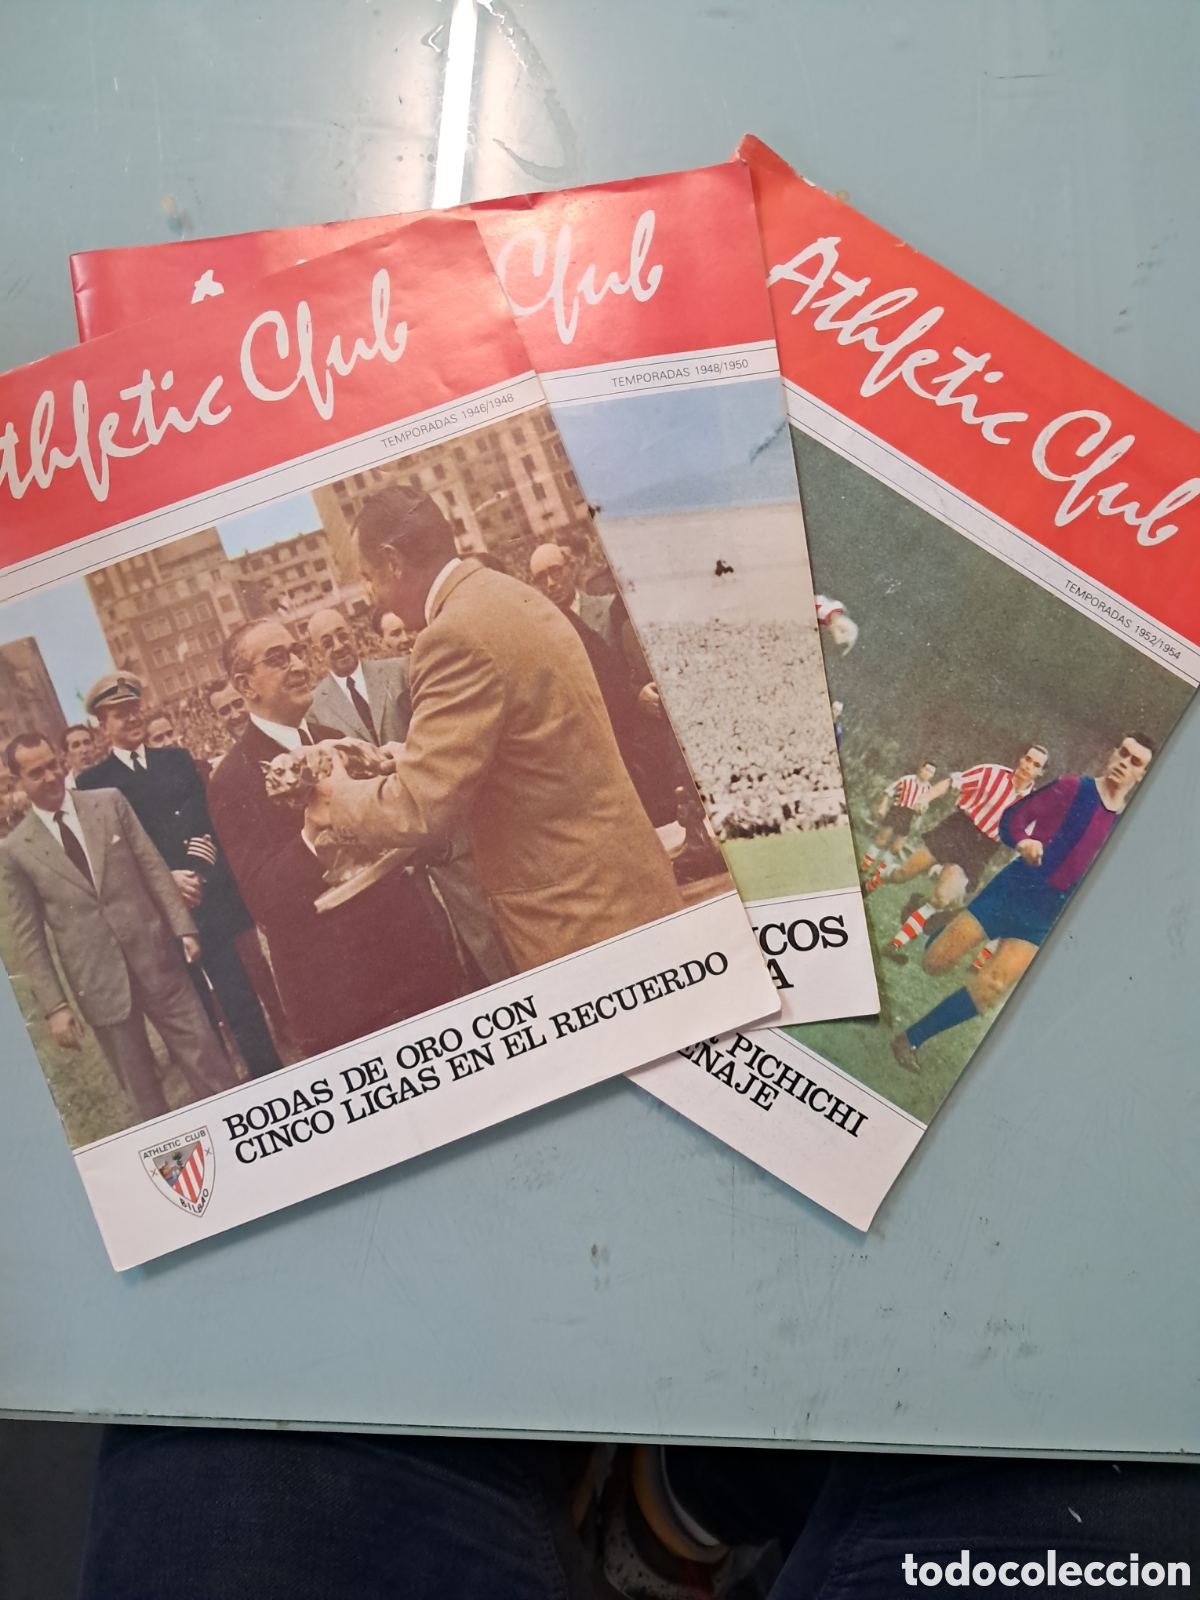 Athletic Club
TEMPORADAS 1946/1948
BODAS DE ORO CON
CINCO LIGAS EN EL RECUERDO
ATHLETIC CLUB
BILBAO
A
Club
TEMPORADAS 1948/1950
Athletic Club
TEMPORADAS 1952/1954
PICHICHI
todocoleccion